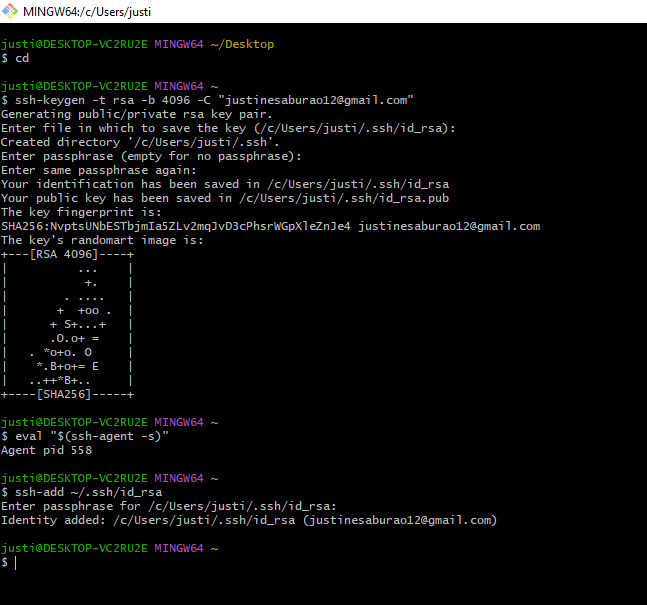 MINGW64:/c/Users/justi
justi@DESKTOP-VC2RU2E MINGW64 ~/Desktop
$ cd
justi@DESKTOP-VC2RU2E MINGW64 ~
$ ssh-keygen -t rsa -b 4096 -C "justinesaburao12@gmail.com"
Generating public/private rsa key pair.
Enter file in which to save the key (/c/Users/justi/.ssh/id_rsa):
Created directory '/c/Users/justi/.ssh'.
Enter passphrase (empty for no passphrase):
Enter same passphrase again:
Your identification has been saved in /c/Users/justi/.ssh/id_rsa
Your public key has been saved in /c/Users/justi/.ssh/id_rsa.pub
The key fingerprint is:
SHA256:NvptsUNbESTbjmIa5ZLv2mqJvD3cPhsrWGpXleZnJe4 justinesaburao12@gmail.com
The key's randomart image is:
+---[RSA 4096]----+
|          ...    |
|           +.    |
|        . ....   |
|       +  +oo .  |
|      + S+...+   |
|      .O.o+ =    |
|   . *o+o. O     |
|    *.B+o+= E    |
|   ..++*B+..     |
+----[SHA256]-----+
justi@DESKTOP-VC2RU2E MINGW64 ~
$ eval "$(ssh-agent -s)"
Agent pid 558
justi@DESKTOP-VC2RU2E MINGW64 ~
$ ssh-add ~/.ssh/id_rsa
Enter passphrase for /c/Users/justi/.ssh/id_rsa:
Identity added: /c/Users/justi/.ssh/id_rsa (justinesaburao12@gmail.com)
justi@DESKTOP-VC2RU2E MINGW64 ~
$